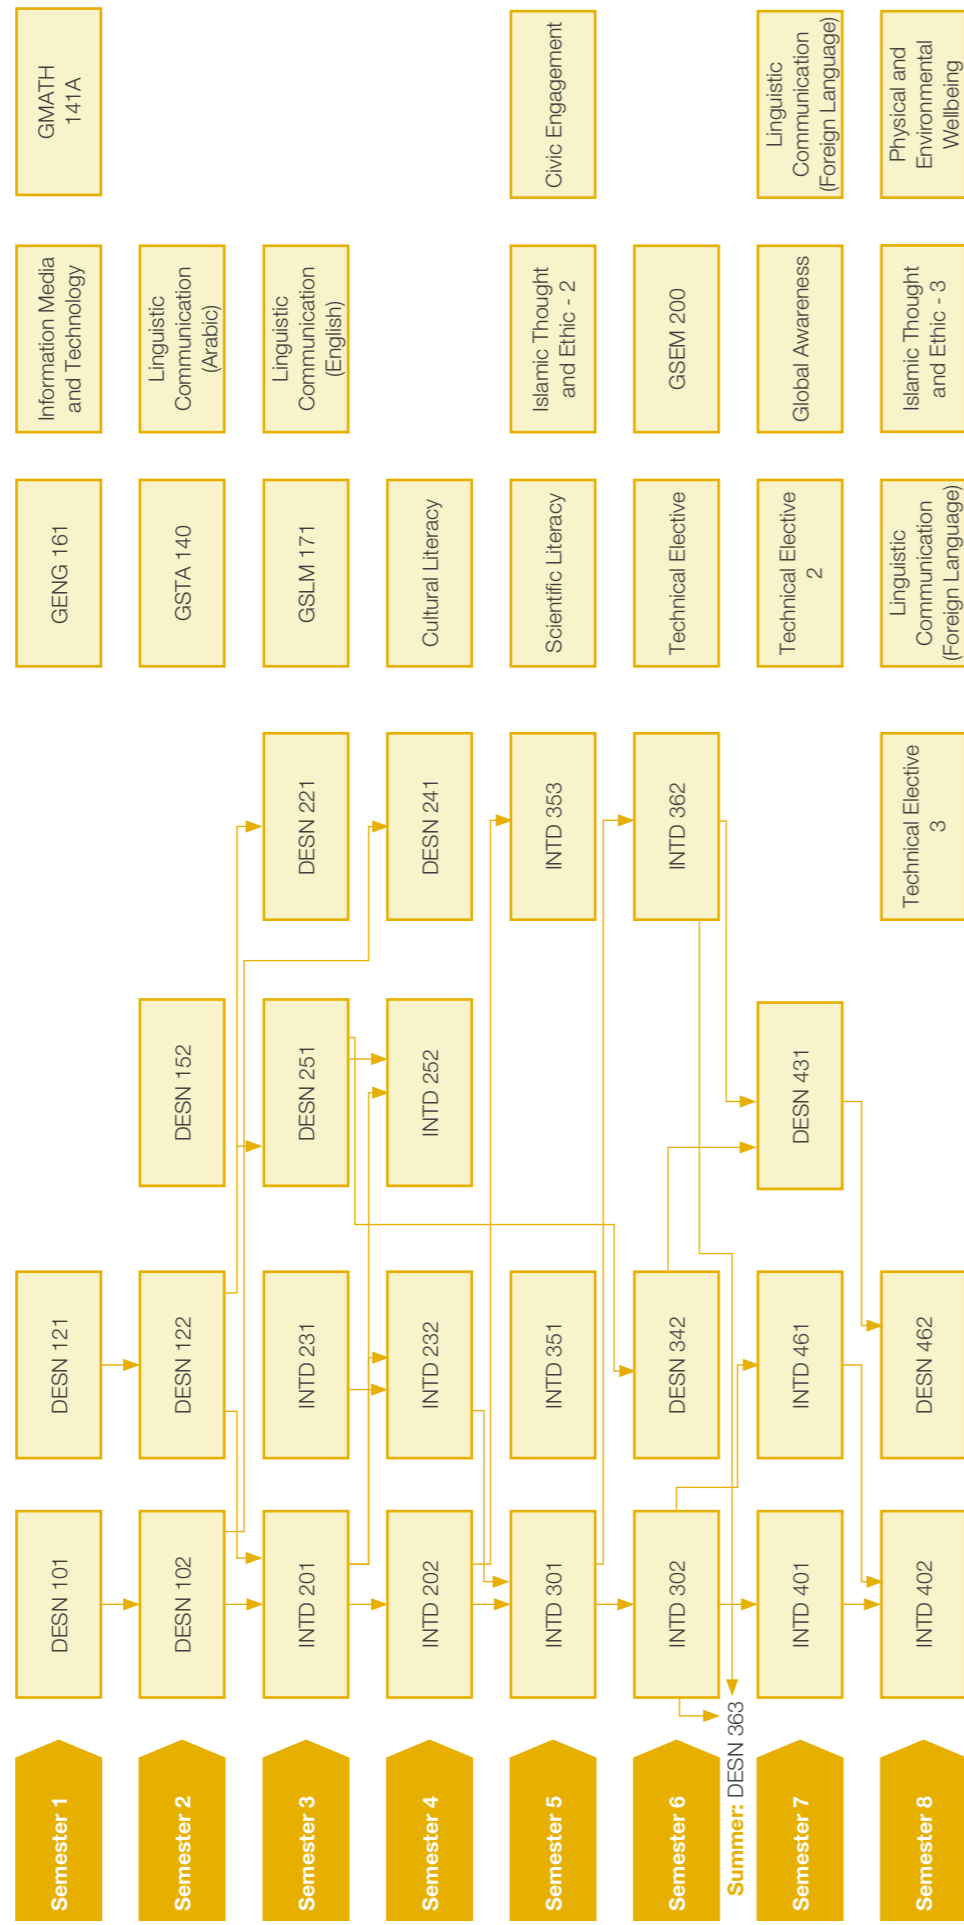 Semester 1
DESN 101
DESN 121
GENG 161
Information Media
and Technology
GMATH
141A
Semester 2
DESN 102
DESN 122
DESN 152
GSTA 140
Linguistic
Communication
(Arabic)
Semester 3
INTD 201
INTD 231
DESN 251
DESN 221
GSLM 171
Linguistic
Communication
(English)
Semester 4
INTD 202
INTD 232
INTD 252
DESN 241
Cultural Literacy
Semester 5
INTD 301
INTD 351
INTD 353
Scientific Literacy
Islamic Thought
and Ethic - 2
Civic Engagement
Semester 6
INTD 302
DESN 342
INTD 362
Technical Elective
GSEM 200
Summer: DESN 363
Semester 7
INTD 401
INTD 461
DESN 431
Technical Elective
2
Global Awareness
Linguistic
Communication
(Foreign Language)
Semester 8
INTD 402
DESN 462
Technical Elective
3
Linguistic
Communication
(Foreign Language)
Islamic Thought
and Ethic - 3
Physical and
Environmental
Wellbeing